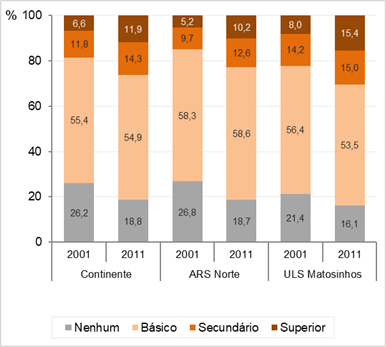 % 100
6,6 11,9 5,2 10,2 8,0 15,4
11,8 14,3 9,7 12,6 14,2 15,0
80
60
55,4 54,9 58,3 58,6 56,4 53,5
40
20
26,2 18,8 26,8 18,7 21,4 16,1
0
2001 2011 2001 2011 2001 2011
Continente ARS Norte ULS Matosinhos
Nenhum Básico Secundário Superior